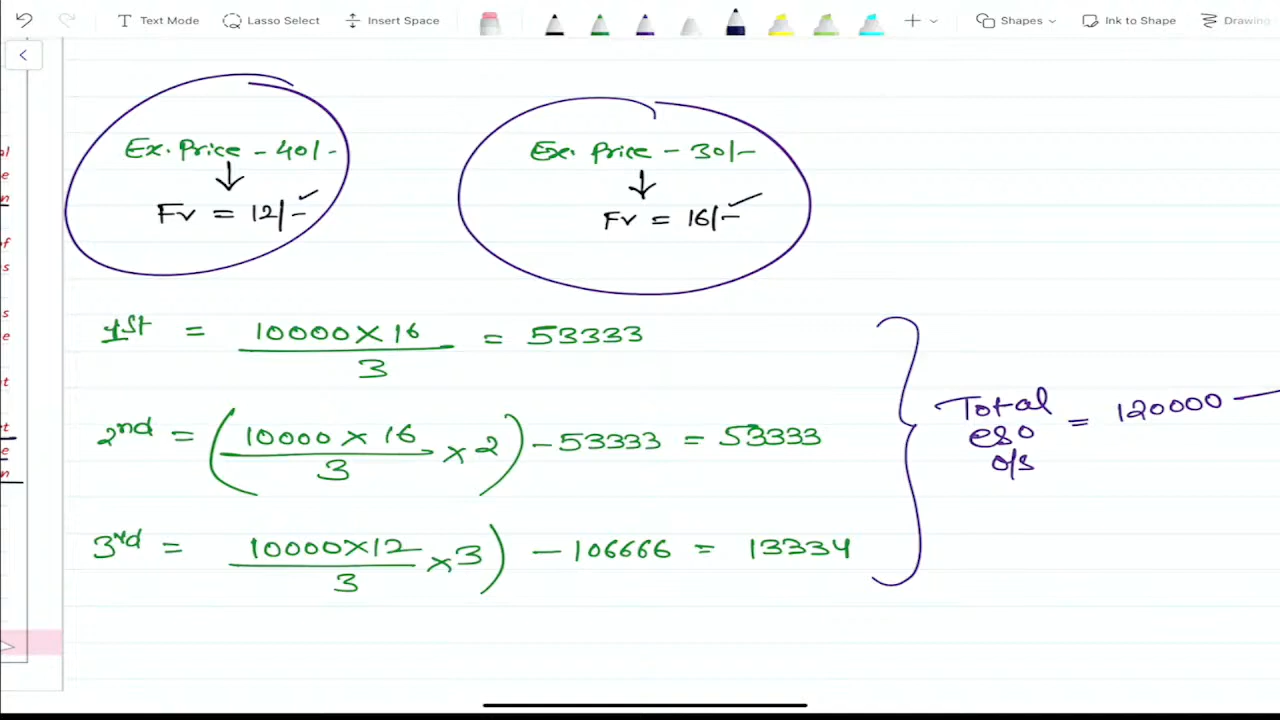 Text Mode Lasso Select Insert Space Shapes Ink to Shape Drawing
Ex. Price - 40/-
Fv = 12/-
Ex. Price - 30/-
Fv = 16/-
1st = 10000 X 16 / 3 = 53333
2nd = (10000 X 16 / 3 x 2) - 53333 = 53333
3rd = 10000 X 12 / 3 x 3) - 106666 = 13334
Total eso o/s = 120000 -